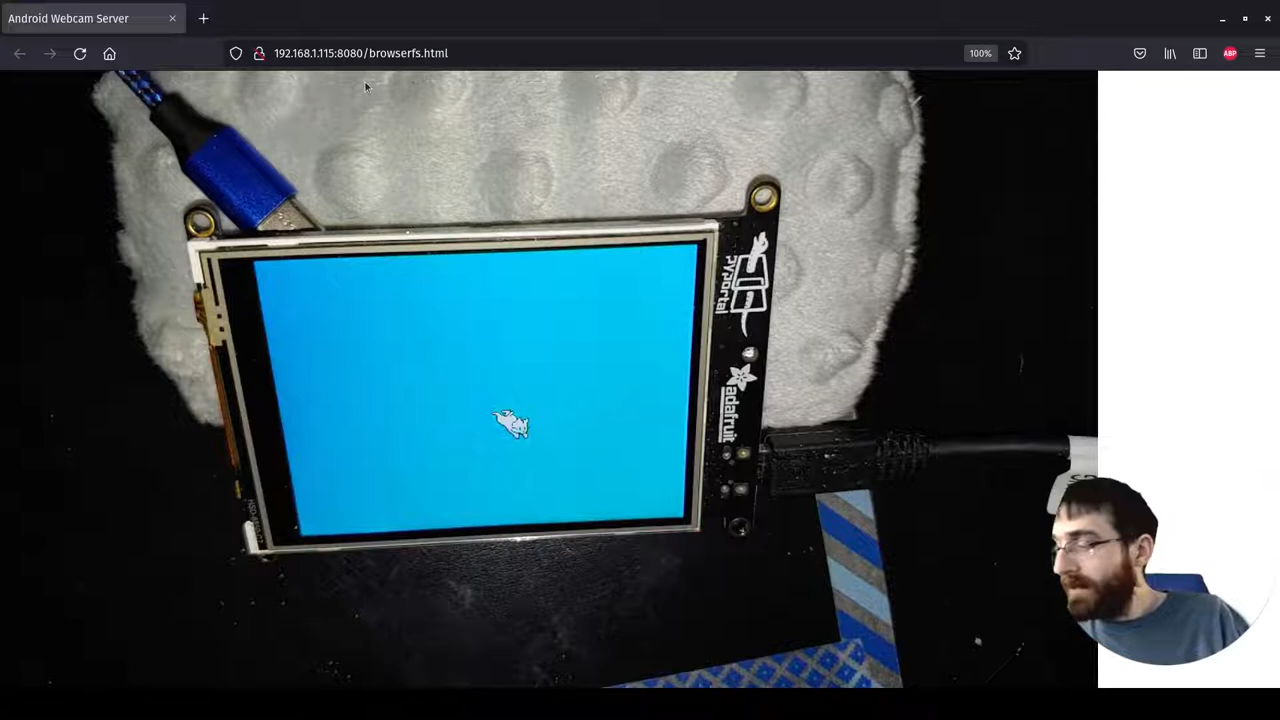 Android Webcam Server
192.168.1.115:8080/browserfs.html
100%
ABP
pyportal
adafruit